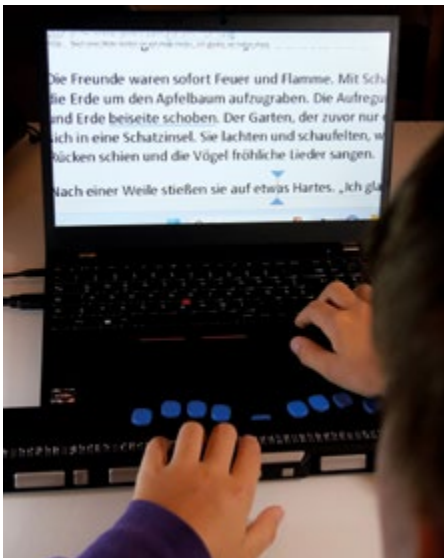 Die Freunde waren sofort Feuer und Flamme. Mit
die Erde um den Apfelbaum aufzugraben. Die
und Erde beiseite schoben. Der Garten, der zuvor nur
sich in eine Schatzinsel. Sie lachten und schaufelten,
Rücken schien und die Vögel fröhliche Lieder sangen.
Nach einer Weile stießen sie auf etwas Hartes. „Ich